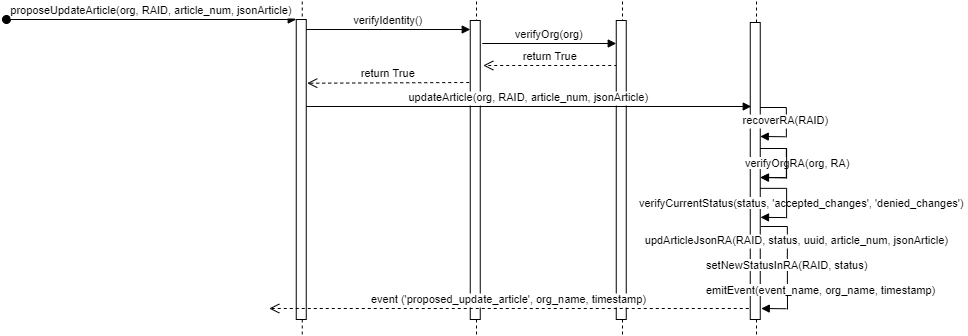 proposeUpdateArticle(org, RAID, article_num, jsonArticle)
verifyIdentity()
verifyOrg(org)
return True
return True
updateArticle(org, RAID, article_num, jsonArticle)
recoverRA(RAID)
verifyOrgRA(org, RA)
verifyCurrentStatus(status, 'accepted_changes', 'denied_changes')
updArticleJsonRA(RAID, status, uuid, article_num, jsonArticle)
setNewStatusInRA(RAID, status)
emitEvent(event_name, org_name, timestamp)
event ('proposed_update_article', org_name, timestamp)